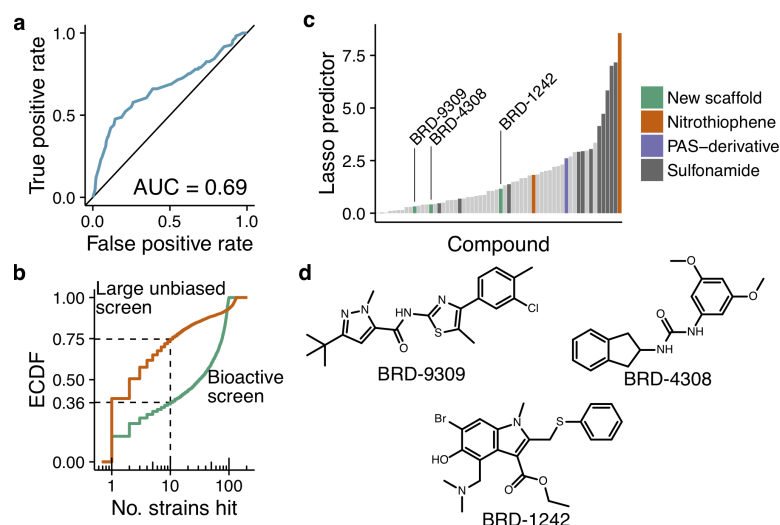 a
True positive rate
1.0
0.5
0.0
AUC = 0.69
0.0
0.5
1.0
False positive rate
b
ECDF
1.00
0.75
0.50
0.36
0.00
Large unbiased
screen
Bioactive
screen
1
10
100
No. strains hit
c
Lasso predictor
7.5
5.0
2.5
0.0
BRD-9309
BRD-4308
BRD-1242
Compound
New scaffold
Nitrothiophene
PAS−derivative
Sulfonamide
d
N
N
O
HN
N
S
Cl
BRD-9309
O
O
O
NH
NH
BRD-4308
Br
HO
N
N
S
O
O
BRD-1242